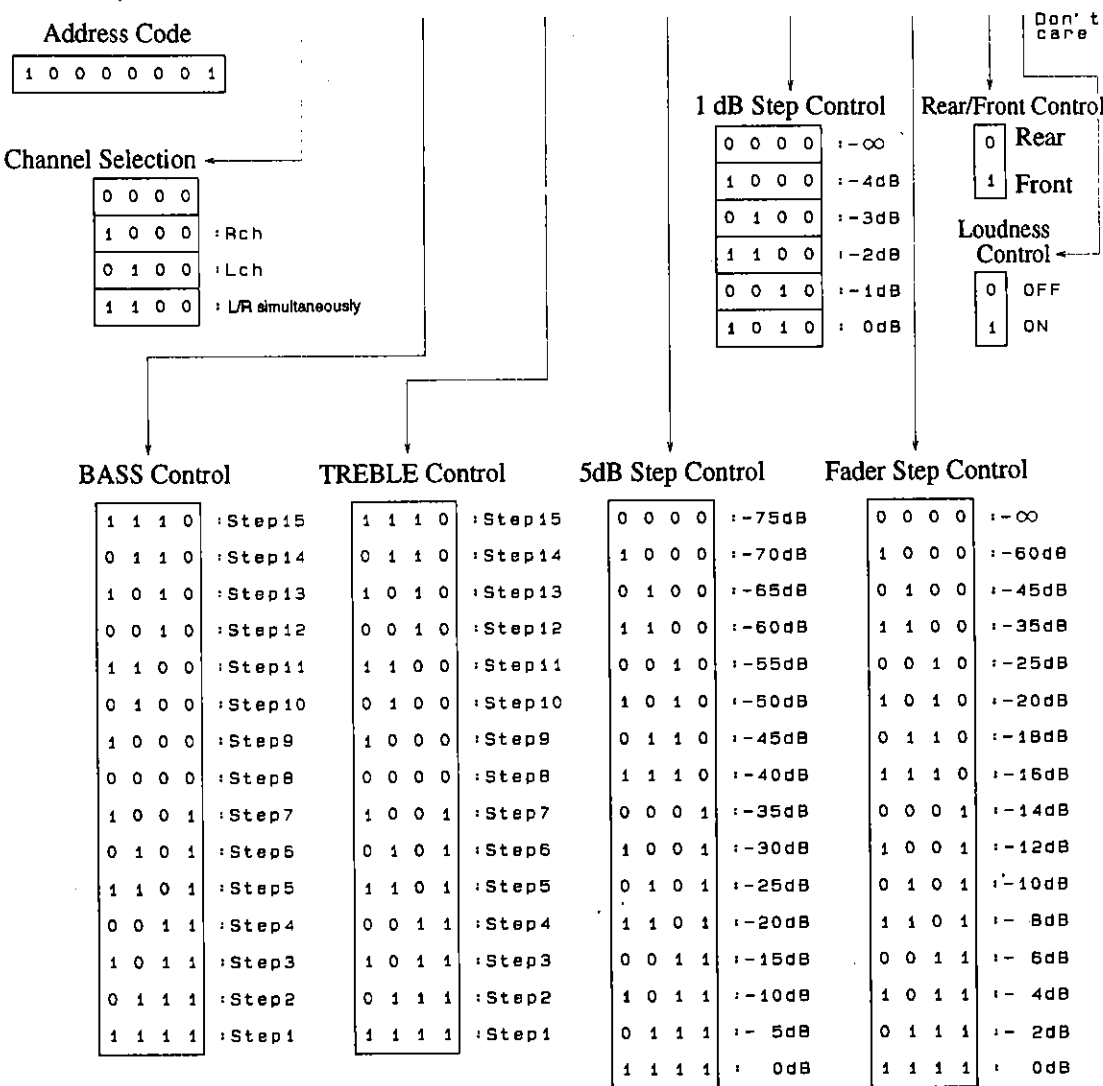 Don't
care
Address Code
1 0 0 0 0 0 0 1
1 dB Step Control
0 0 0 0 :-∞
1 0 0 0 :-4dB
0 1 0 0 :-3dB
1 1 0 0 :-2dB
0 0 1 0 :-1dB
1 0 1 0 : 0dB
Rear/Front Control
0 Rear
1 Front
Channel Selection
0 0 0 0
1 0 0 0 :Rch
0 1 0 0 :Lch
1 1 0 0 : L/R simultaneously
Loudness
Control
0 OFF
1 ON
BASS Control
1 1 1 0 :Step15
0 1 1 0 :Step14
1 0 1 0 :Step13
0 0 1 0 :Step12
1 1 0 0 :Step11
0 1 0 0 :Step10
1 0 0 0 :Step9
0 0 0 0 :Step8
1 0 0 1 :Step7
0 1 0 1 :Step6
1 1 0 1 :Step5
0 0 1 1 :Step4
1 0 1 1 :Step3
0 1 1 1 :Step2
1 1 1 1 :Step1
TREBLE Control
1 1 1 0 :Step15
0 1 1 0 :Step14
1 0 1 0 :Step13
0 0 1 0 :Step12
1 1 0 0 :Step11
0 1 0 0 :Step10
1 0 0 0 :Step9
0 0 0 0 :Step8
1 0 0 1 :Step7
0 1 0 1 :Step6
1 1 0 1 :Step5
0 0 1 1 :Step4
1 0 1 1 :Step3
0 1 1 1 :Step2
1 1 1 1 :Step1
5dB Step Control
0 0 0 0 :-75dB
1 0 0 0 :-70dB
0 1 0 0 :-65dB
1 1 0 0 :-60dB
0 0 1 0 :-55dB
1 0 1 0 :-50dB
0 1 1 0 :-45dB
1 1 1 0 :-40dB
0 0 0 1 :-35dB
1 0 0 1 :-30dB
0 1 0 1 :-25dB
1 1 0 1 :-20dB
0 0 1 1 :-15dB
1 0 1 1 :-10dB
0 1 1 1 :- 5dB
1 1 1 1 : 0dB
Fader Step Control
0 0 0 0 :-∞
1 0 0 0 :-60dB
0 1 0 0 :-45dB
1 1 0 0 :-35dB
0 0 1 0 :-25dB
1 0 1 0 :-20dB
0 1 1 0 :-18dB
1 1 1 0 :-16dB
0 0 0 1 :-14dB
1 0 0 1 :-12dB
0 1 0 1 :-10dB
1 1 0 1 :- 8dB
0 0 1 1 :- 6dB
1 0 1 1 :- 4dB
0 1 1 1 :- 2dB
1 1 1 1 : 0dB